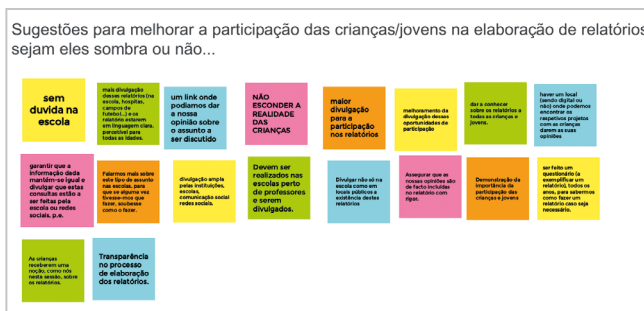 Sugestões para melhorar a participação das crianças/jovens na elaboração de relatórios
sejam eles sombra ou não...
sem
duvida na
escola
mais divulgação
desses relatórios (na
escola, hospitas,
campos de
futebol...) e os
relatório estarem
em linguagem clara,
percetível para
todas as idades.
um link onde
podíamos dar
a nossa
opinião sobre
o assunto a
ser discutido
NÃO
ESCONDER A
REALIDADE
DAS
CRIANÇAS
maior
divulgação
para a
participação
nos relatórios
melhoramento da
divulgação dessas
oportunidades de
participação
dar a conhecer
sobre os relatórios a
todas as crianças e
jovens.
haver um local
(sendo digital ou
não) onde podemos
encontrar os
respetivos projetos
com as crianças
darem as suas
opiniões
garantir que a
informação dada
mantém-se igual e
divulgar que estas
consultas estão a
ser feitas pela
escola ou redes
sociais, p.e.
Falarmos mais sobre
este tipo de assunto
nas escolas. para
que se alguma vez
tivesse-mos que
fazer, soubesse
como o fazer.
divulgação ampla
pelas instituições,
escolas,
comunicação social
redes sociais.
Devem ser
realizados nas
escolas perto
de professores
e serem
divulgados.
Divulgar não só na
escola como em
locais públicos a
existência destes
relatórios
Assegurar que as
nossas opiniões são
de facto incluídas
no relatório com
rigor.
Demonstração da
importância da
participação das
crianças e jovens
ser feito um
questionário (a
exemplificar um
relatório), todos os
anos, para sabermos
como fazer um
relatório caso seja
necessário.
As crianças
receberem uma
noção, como nós
nesta sessão, sobre
os relatórios.
Transparência
no processo
de elaboração
dos relatórios.